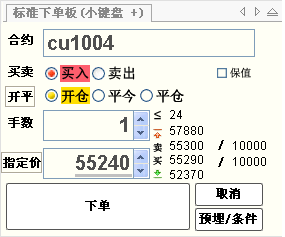 标准下单板(小键盘 +)
合约 cu1004
买卖 买入 卖出 保值
开平 开仓 平今 平仓
手数 1 ≤ 24
57880
指定价 55240 卖 55300 / 10000
买 55290 / 10000
52370
下单 取消
预埋/条件